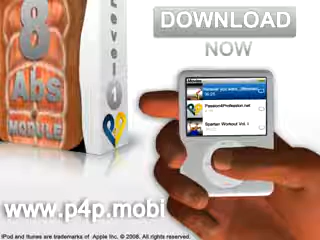 DOWNLOAD
NOW
Level 1
8
Abs
MODULE
Passion4Profession.net
Spartan Workout Vol. I
www.p4p.mobi
IPod and Itunes are trademarks of Apple Inc. © 2008. All rights reserved.